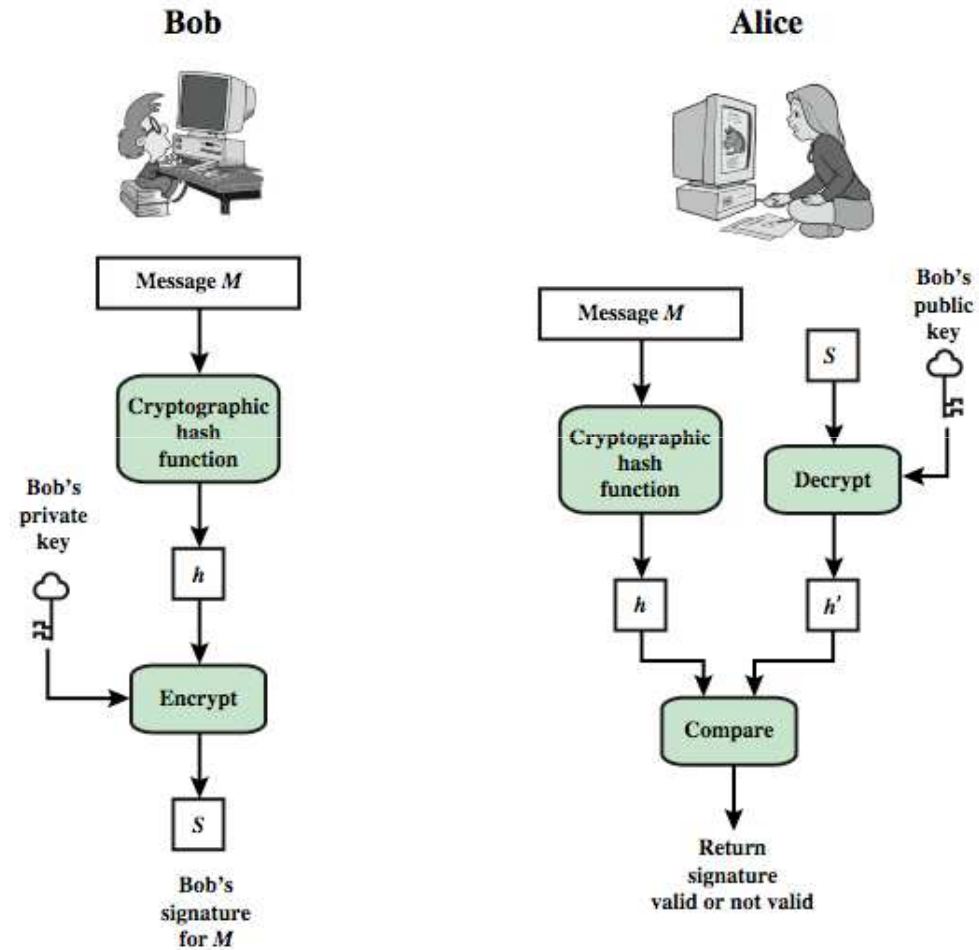 Bob
Message M
Cryptographic
hash
function
Bob's
private
key
h
Encrypt
S
Bob's
signature
for M
Alice
Message M
Cryptographic
hash
function
S
Bob's
public
key
Decrypt
h
h'
Compare
Return
signature
valid or not valid